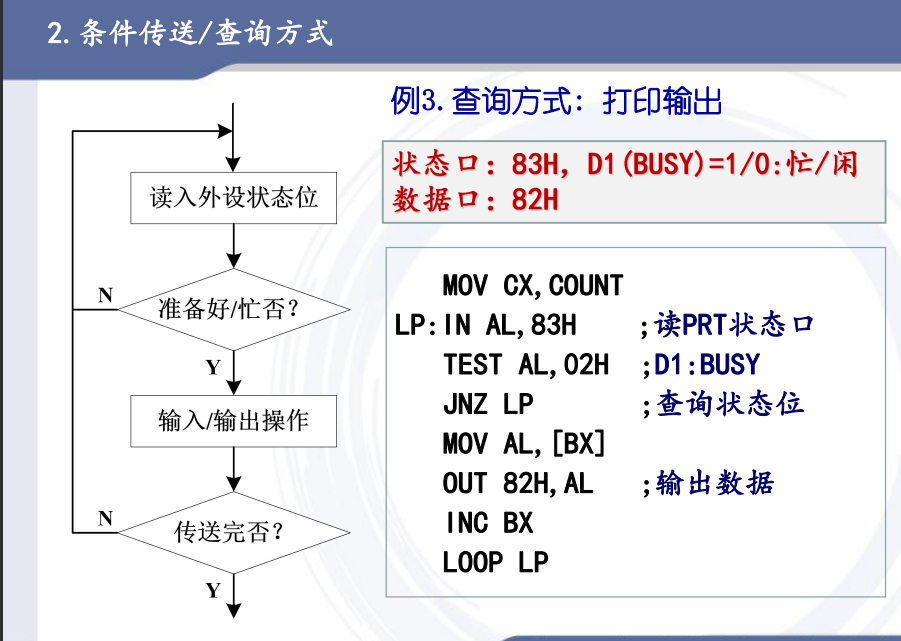 2.条件传送/查询方式
读入外设状态位
准备好/忙否?
N
Y
输入/输出操作
传送完否?
N
Y
例3.查询方式：打印输出
状态口：83H，D1(BUSY)=1/0:忙/闲
数据口：82H
MOV CX,COUNT
LP:IN AL,83H ;读PRT状态口
TEST AL,02H ;D1:BUSY
JNZ LP ;查询状态位
MOV AL,[BX]
OUT 82H,AL ;输出数据
INC BX
LOOP LP